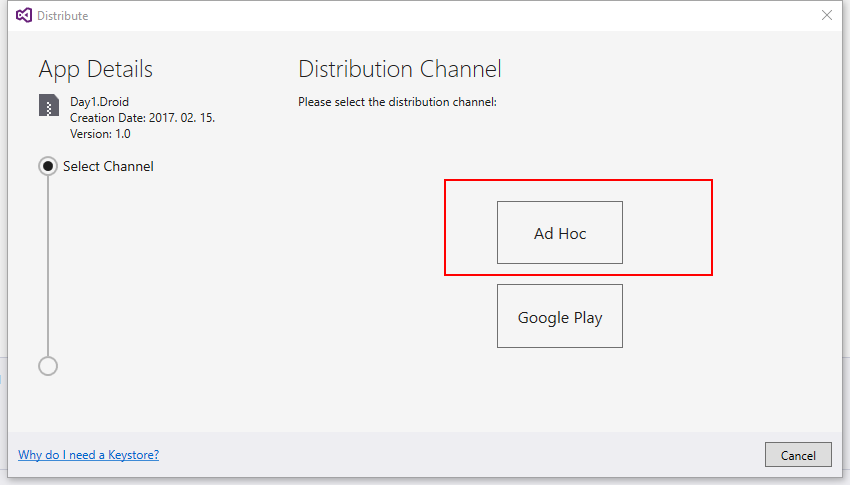 Distribute
App Details
Day1.Droid
Creation Date: 2017. 02. 15.
Version: 1.0
Select Channel
Distribution Channel
Please select the distribution channel:
Ad Hoc
Google Play
Why do I need a Keystore?
Cancel